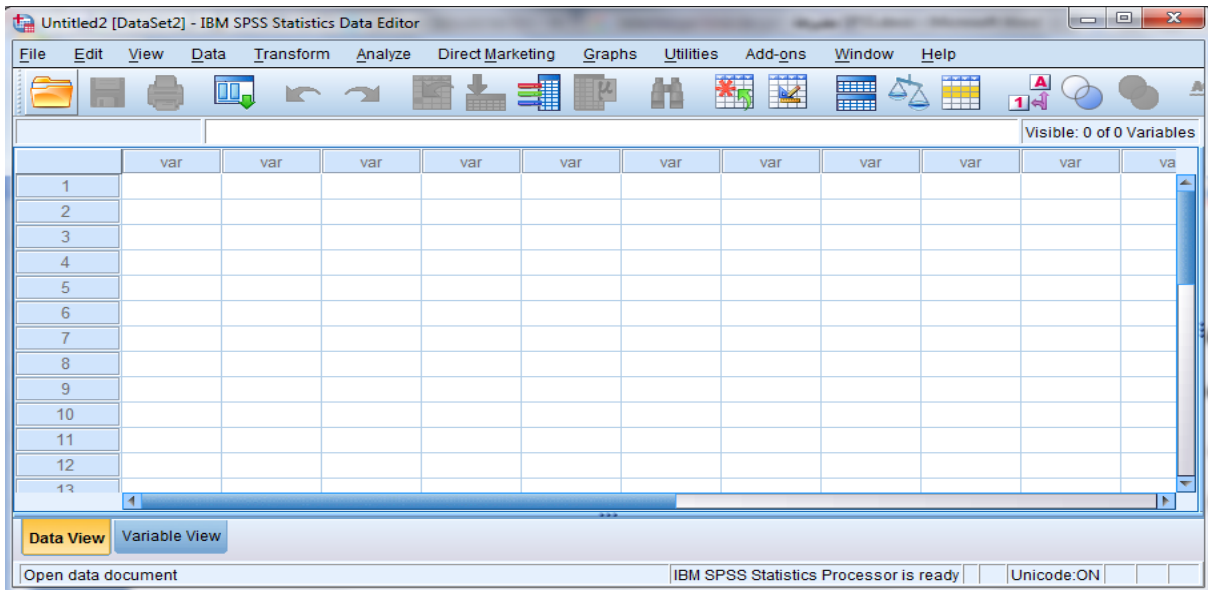 Untitled2 [DataSet2] - IBM SPSS Statistics Data Editor
File Edit View Data Transform Analyze Direct Marketing Graphs Utilities Add-ons Window Help
A
1
Visible: 0 of 0 Variables
var var var var var var var var var var va
1
2
3
4
5
6
7
8
9
10
11
12
13
Data View Variable View
Open data document IBM SPSS Statistics Processor is ready Unicode:ON